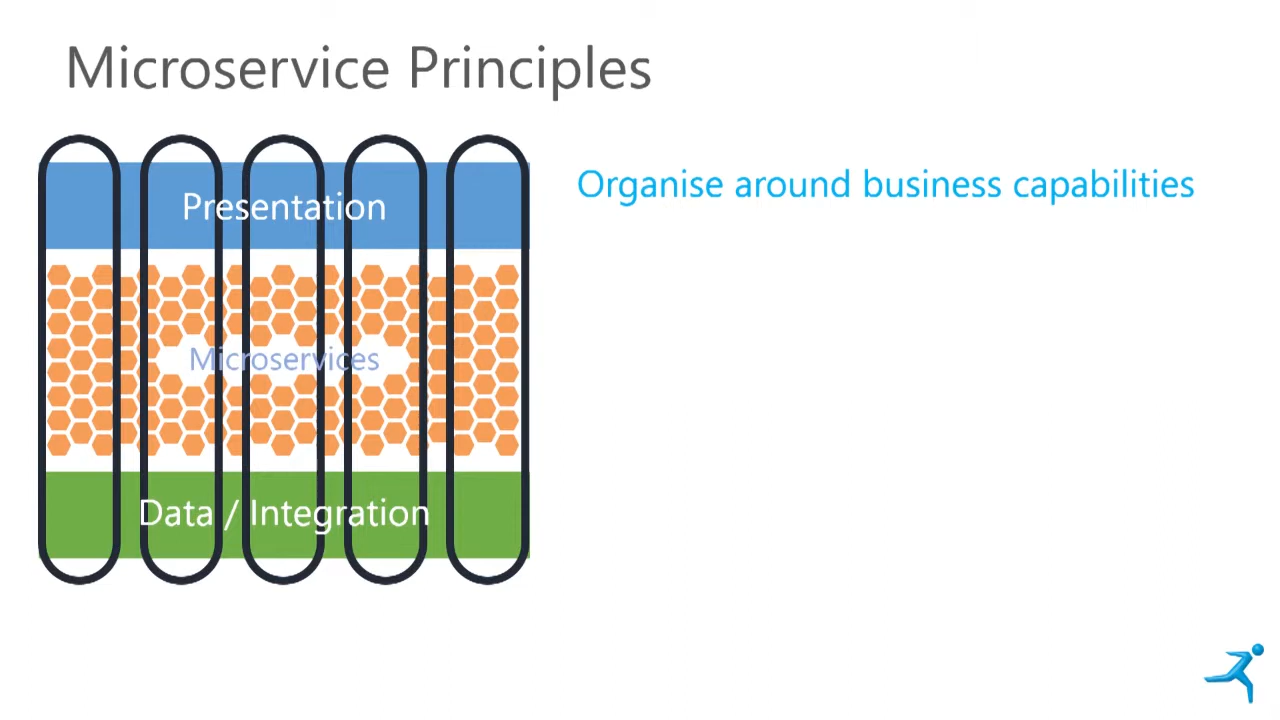 Microservice Principles
Presentation
Organise around business capabilities
Microservices
Data / Integration